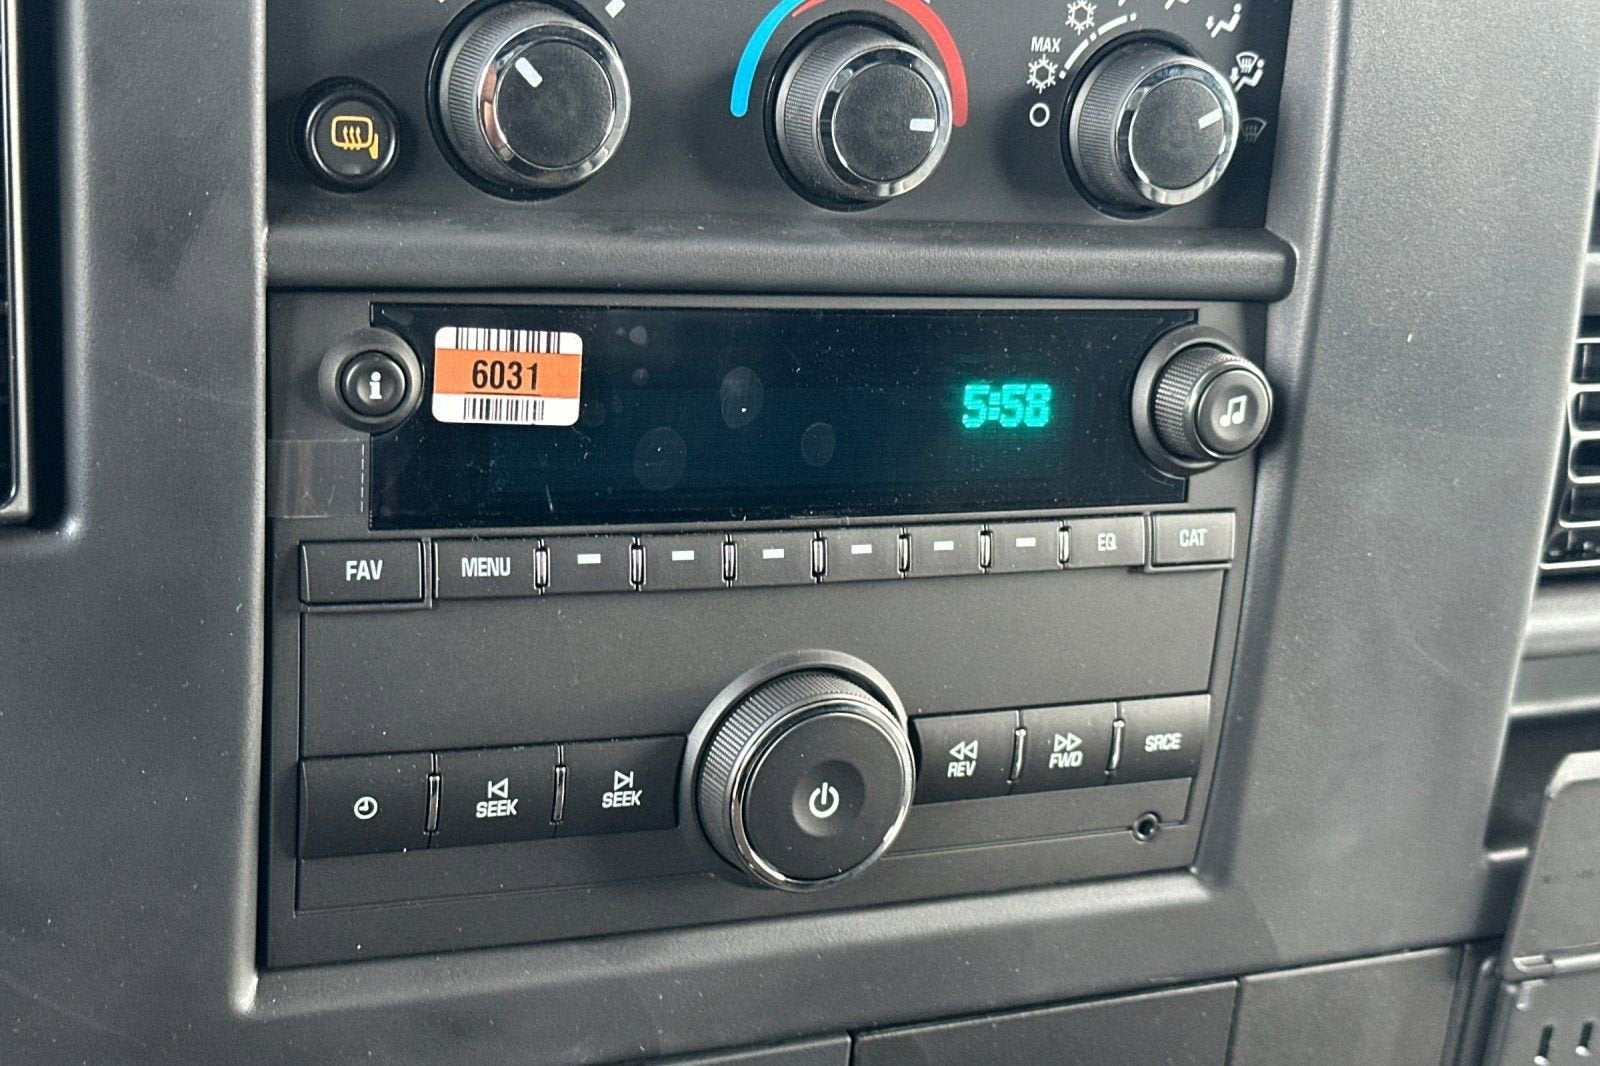 MAX
6031
5:58
FAV
MENU
EQ
CAT
SEEK
SEEK
REV
FWD
SRCE